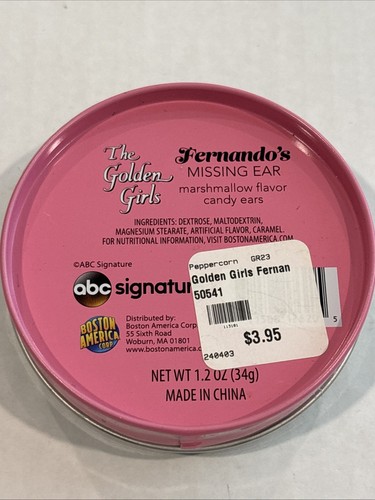 The
Golden
Girls
Fernando's
MISSING EAR
marshmallow flavor
candy ears
INGREDIENTS: DEXTROSE, MALTODEXTRIN,
MAGNESIUM STEARATE, ARTIFICIAL FLAVOR, CARAMEL.
FOR NUTRITIONAL INFORMATION, VISIT BOSTONAMERICA.COM
©ABC Signature
abc signatur
Peppercorn GR23
Golden Girls Fernan
50541
$3.95
240403
5
BOSTON
AMERICA
CORP
Distributed by:
Boston America Corp
55 Sixth Road
Woburn, MA 01801
www.bostonamerica.c
NET WT 1.2 OZ (34g)
MADE IN CHINA